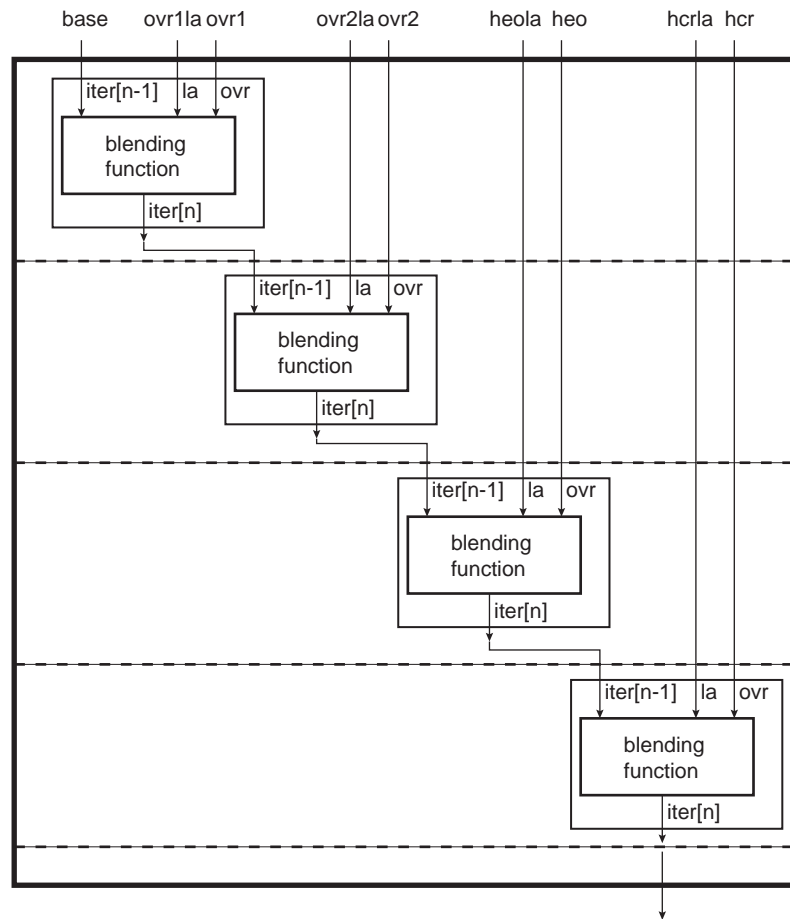 base ovr1la ovr1 ovr2la ovr2 heola heo hcrla hcr
iter[n-1] la ovr
blending
function
iter[n]
iter[n-1] la ovr
blending
function
iter[n]
iter[n-1] la ovr
blending
function
iter[n]
iter[n-1] la ovr
blending
function
iter[n]